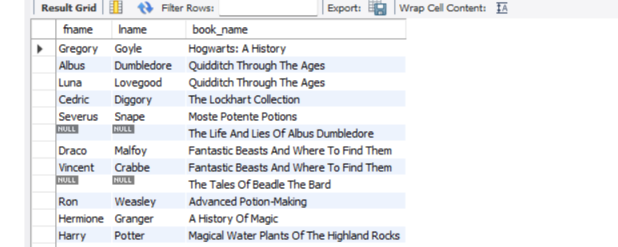 Result Grid Filter Rows: Export: Wrap Cell Content: IA
fname lname book_name
Gregory Goyle Hogwarts: A History
Albus Dumbledore Quidditch Through The Ages
Luna Lovegood Quidditch Through The Ages
Cedric Diggory The Lockhart Collection
Severus Snape Moste Potente Potions
NULL NULL The Life And Lies Of Albus Dumbledore
Draco Malfoy Fantastic Beasts And Where To Find Them
Vincent Crabbe Fantastic Beasts And Where To Find Them
NULL NULL The Tales Of Beadle The Bard
Ron Weasley Advanced Potion-Making
Hermione Granger A History Of Magic
Harry Potter Magical Water Plants Of The Highland Rocks